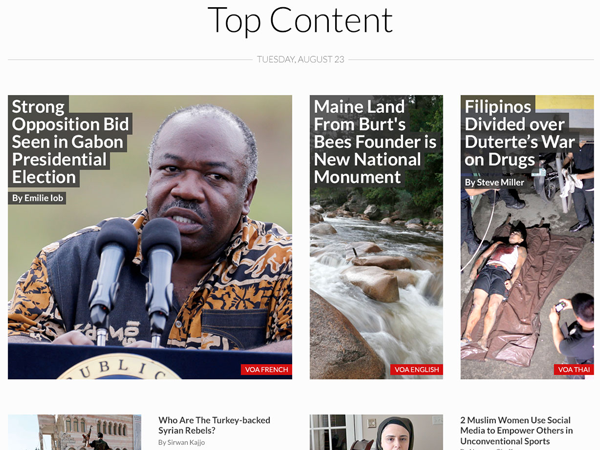 Top Content
TUESDAY, AUGUST 23
Strong
Opposition Bid
Seen in Gabon
Presidential
Election
By Emilie Iob
VOA FRENCH
Maine Land
From Burt's
Bees Founder is
New National
Monument
VOA ENGLISH
Filipinos
Divided over
Duterte’s War
on Drugs
By Steve Miller
VOA THAI
PUBLIC
Who Are The Turkey-backed
Syrian Rebels?
By Sirwan Kajjo
2 Muslim Women Use Social
Media to Empower Others in
Unconventional Sports